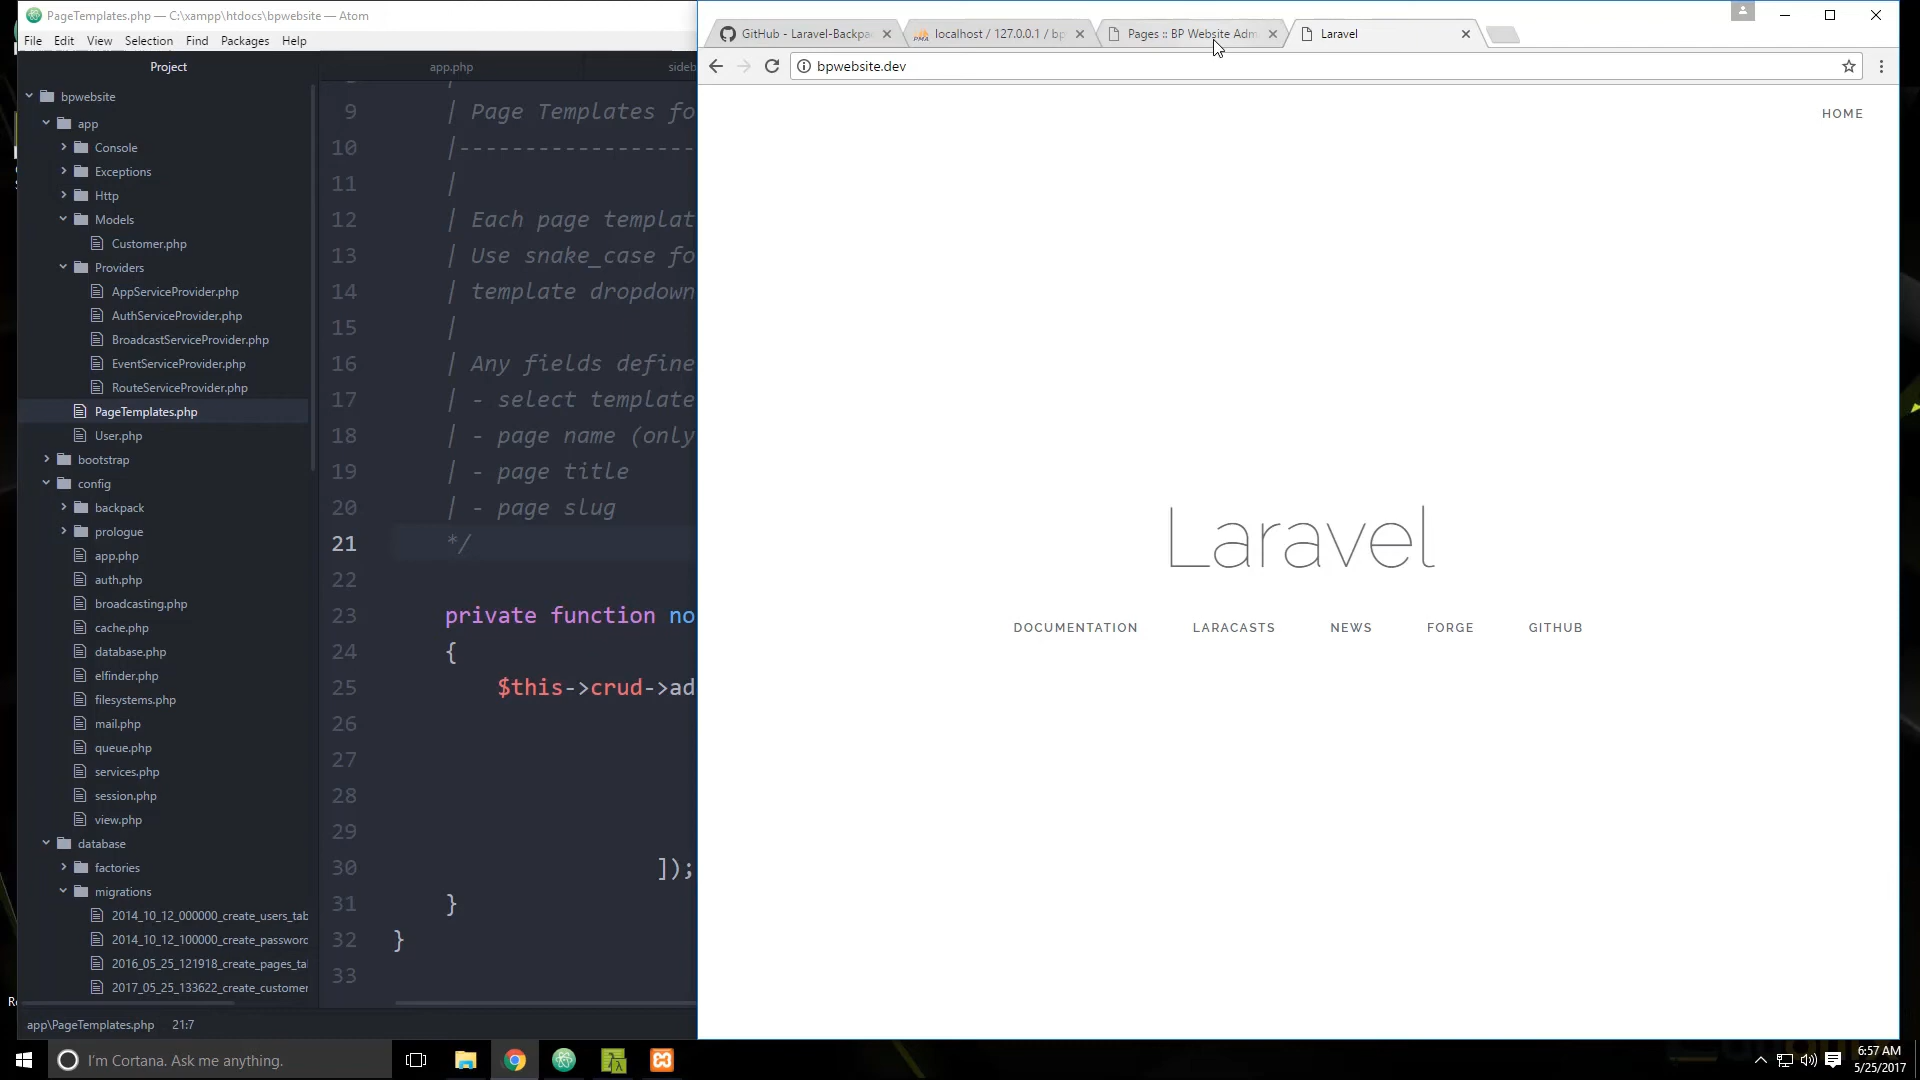 PageTemplates.php — C:\xampp\htdocs\bpwebsite — Atom
File Edit View Selection Find Packages Help
Project
bpwebsite
app
Console
Exceptions
Http
Models
Customer.php
Providers
AppServiceProvider.php
AuthServiceProvider.php
BroadcastServiceProvider.php
EventServiceProvider.php
RouteServiceProvider.php
PageTemplates.php
User.php
bootstrap
config
backpack
prologue
app.php
auth.php
broadcasting.php
cache.php
database.php
elfinder.php
filesystems.php
mail.php
queue.php
services.php
session.php
view.php
database
factories
migrations
2014_10_12_000000_create_users_tab
2014_10_12_100000_create_password
2016_05_25_121918_create_pages_ta
2017_05_25_133622_create_customer
app\PageTemplates.php 21:7
app.php sideb
9 | Page Templates fo
10 |------------------
11 |
12 | Each page templat
13 | Use snake_case fo
14 | template dropdown
15 |
16 | Any fields define
17 | - select template
18 | - page name (only
19 | - page title
20 | - page slug
21 */
22
23 private function no
24 {
25 $this->crud->ad
26
27
28
29
30 ]);
31 }
32 }
33
GitHub - Laravel-Backpa
localhost / 127.0.0.1 / bp
Pages :: BP Website Adm
Laravel
bpwebsite.dev
HOME
Laravel
DOCUMENTATION LARACASTS NEWS FORGE GITHUB
I'm Cortana. Ask me anything.
6:57 AM
5/25/2017